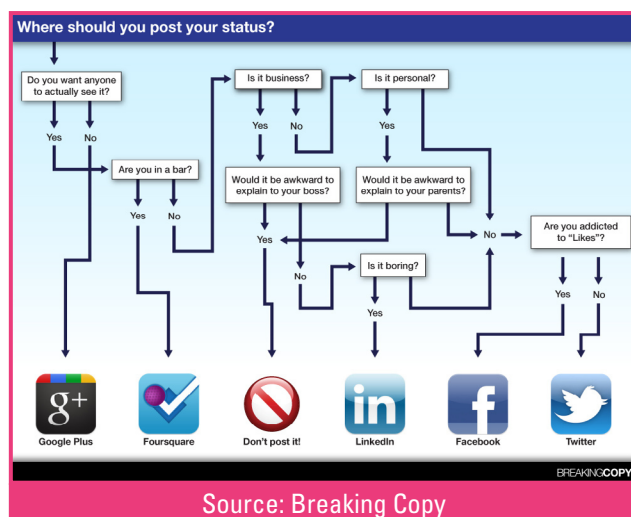 Where should you post your status?
Do you want anyone
to actually see it?
Is it business?
Is it personal?
Yes
No
Yes
No
Yes
Are you in a bar?
Would it be awkward to
explain to your boss?
Would it be awkward to
explain to your parents?
Yes
No
Yes
No
Are you addicted
to “Likes”?
No
Is it boring?
Yes
Yes
No
g+
in
f
Google Plus
Foursquare
Don’t post it!
LinkedIn
Facebook
Twitter
BREAKINGCOPY
Source: Breaking Copy